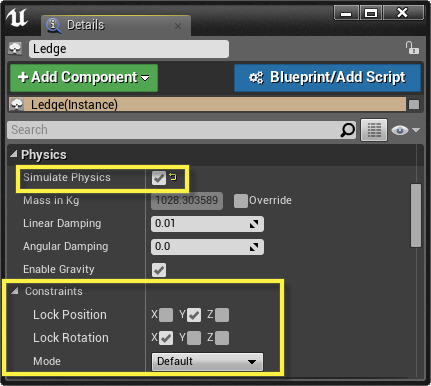 Details
Ledge
Add Component
Blueprint/Add Script
Ledge(Instance)
Search
Physics
Simulate Physics
Mass in Kg 1028.303589 Override
Linear Damping 0.01
Angular Damping 0.0
Enable Gravity
Constraints
Lock Position X Y Z
Lock Rotation X Y Z
Mode Default